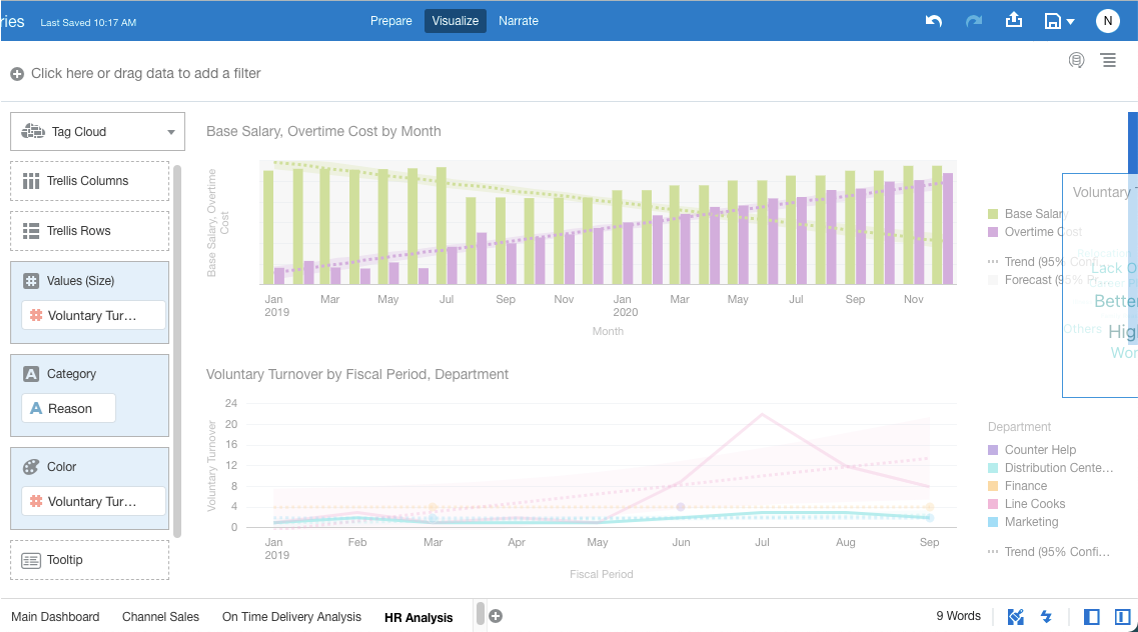 ries Last Saved 10:17 AM Prepare Visualize Narrate N
Click here or drag data to add a filter
Tag Cloud
Trellis Columns
Trellis Rows
Values (Size)
Voluntary Tur...
Category
A Reason
Color
Voluntary Tur...
Tooltip
Base Salary, Overtime Cost by Month
Base Salary, Overtime
Cost
Jan Mar May Jul Sep Nov Jan Mar May Jul Sep Nov
2019 2020
Month
Base Salary
Overtime Cost
Trend (95% Confi...
Forecast (95% Pr
Voluntary T
Lack O
Career P
Better
Others High
Wor
Voluntary Turnover by Fiscal Period, Department
Voluntary Turnover
24
20
16
12
8
4
0
Jan Feb Mar Apr May Jun Jul Aug Sep
2019
Fiscal Period
Department
Counter Help
Distribution Cente...
Finance
Line Cooks
Marketing
Trend (95% Confi...
Main Dashboard Channel Sales On Time Delivery Analysis HR Analysis 9 Words